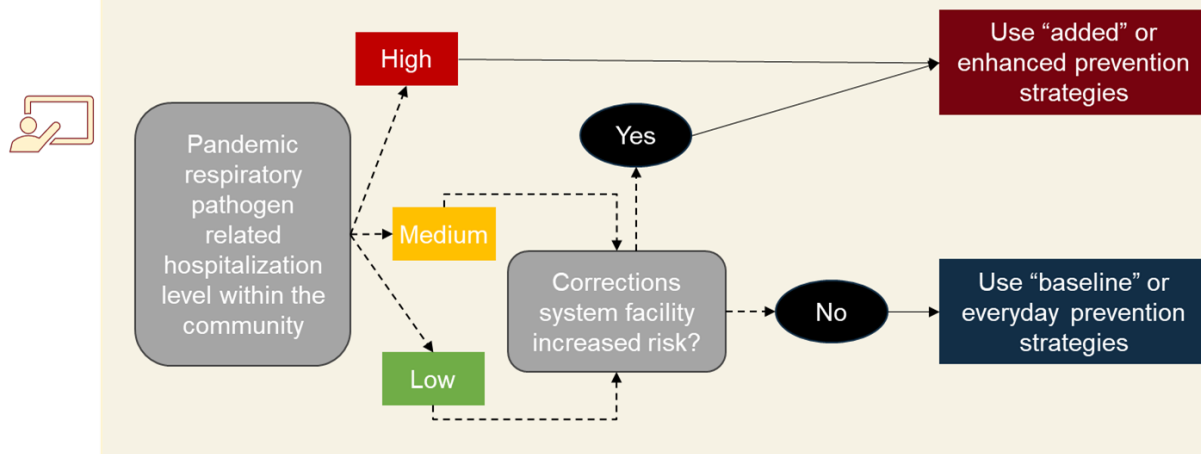 Pandemic
respiratory
pathogen
related
hospitalization
level within the
community
High
Medium
Low
Yes
Corrections
system facility
increased risk?
No
Use “added” or
enhanced prevention
strategies
Use “baseline” or
everyday prevention
strategies